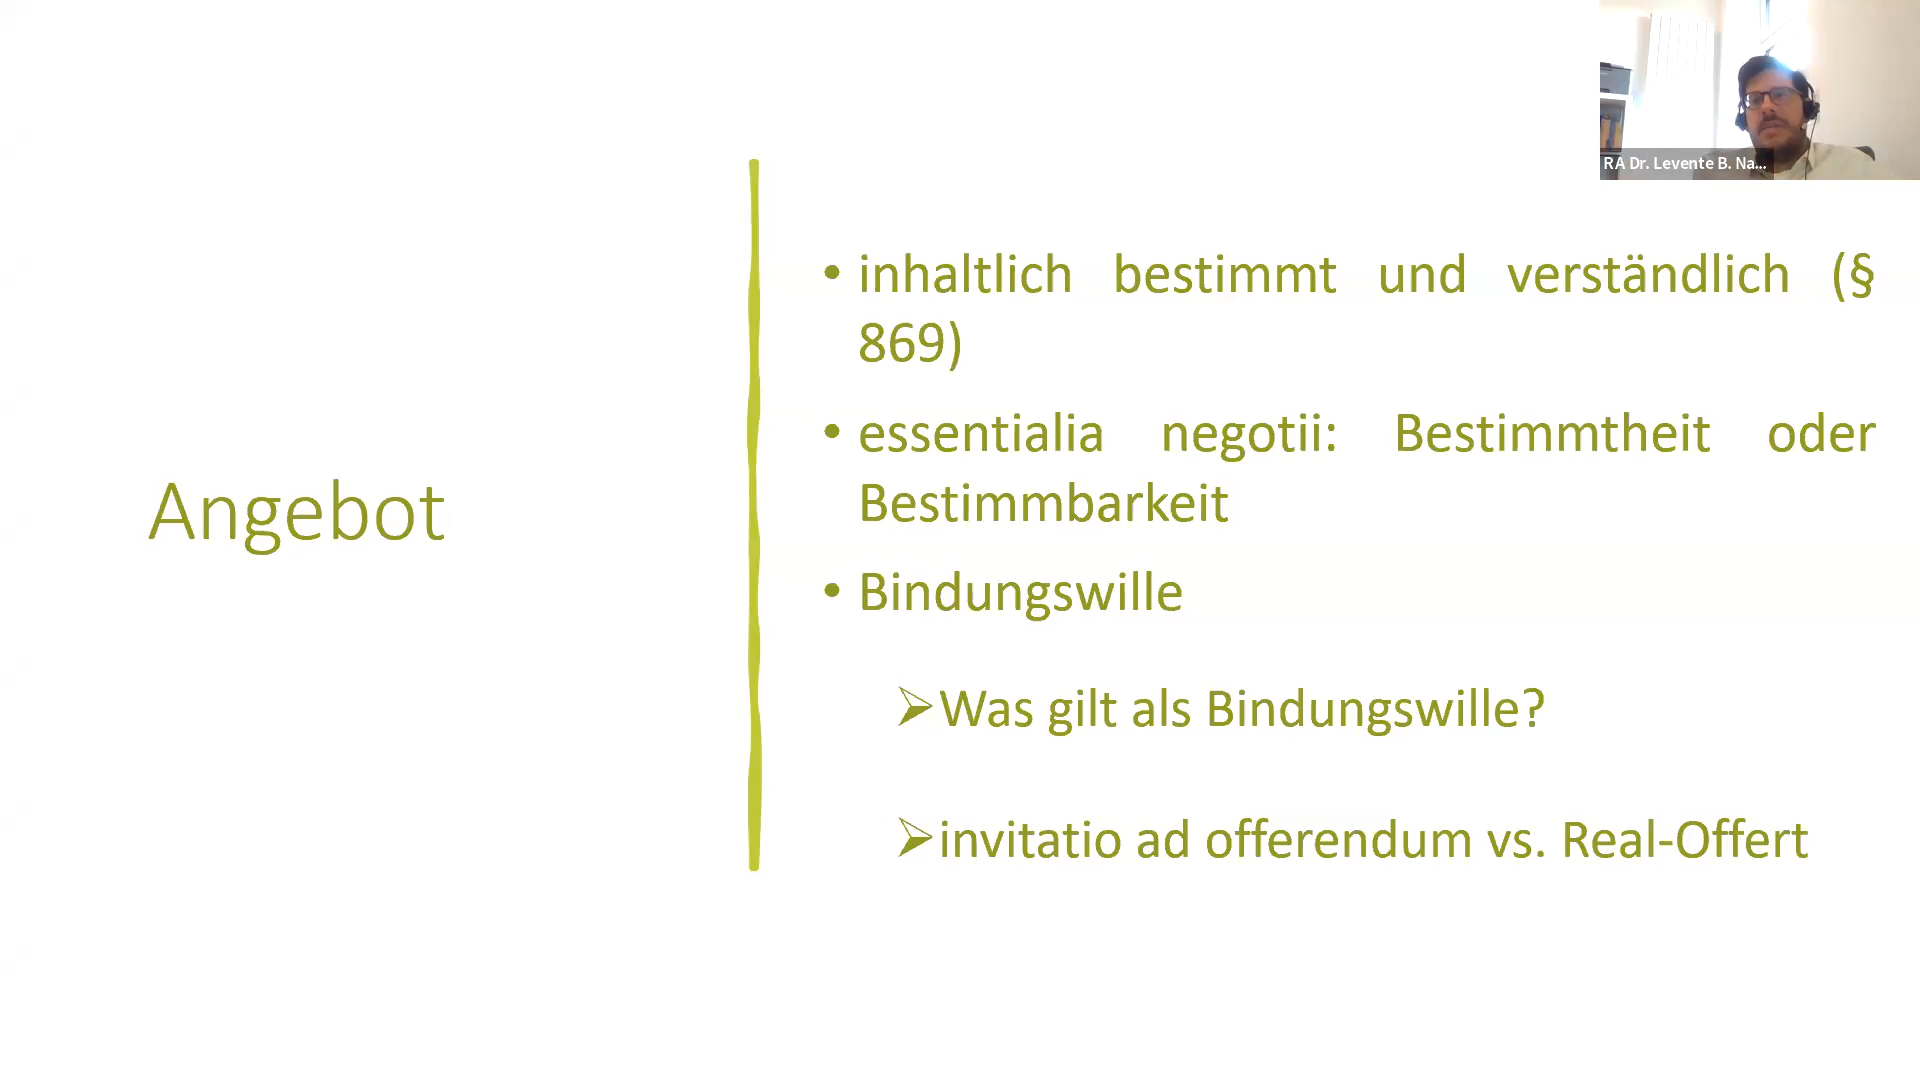 RA Dr. Levente B. Na...
Angebot
• inhaltlich bestimmt und verständlich (§
869)
• essentialia negotii: Bestimmtheit oder
Bestimmbarkeit
• Bindungswille
➢Was gilt als Bindungswille?
➢invitatio ad offerendum vs. Real-Offert